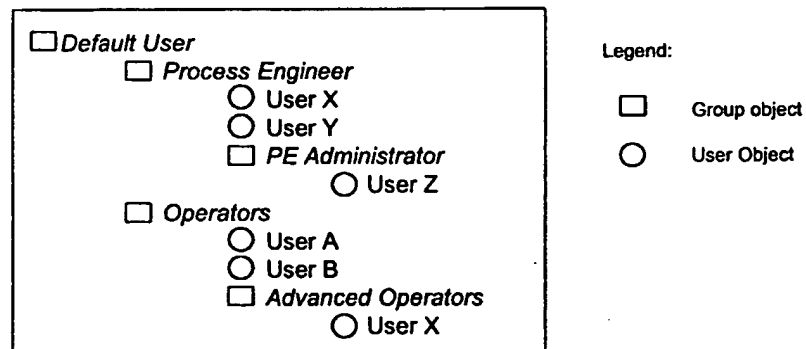 Default User
Process Engineer
User X
User Y
PE Administrator
User Z
Operators
User A
User B
Advanced Operators
User X
Legend:
Group object
User Object